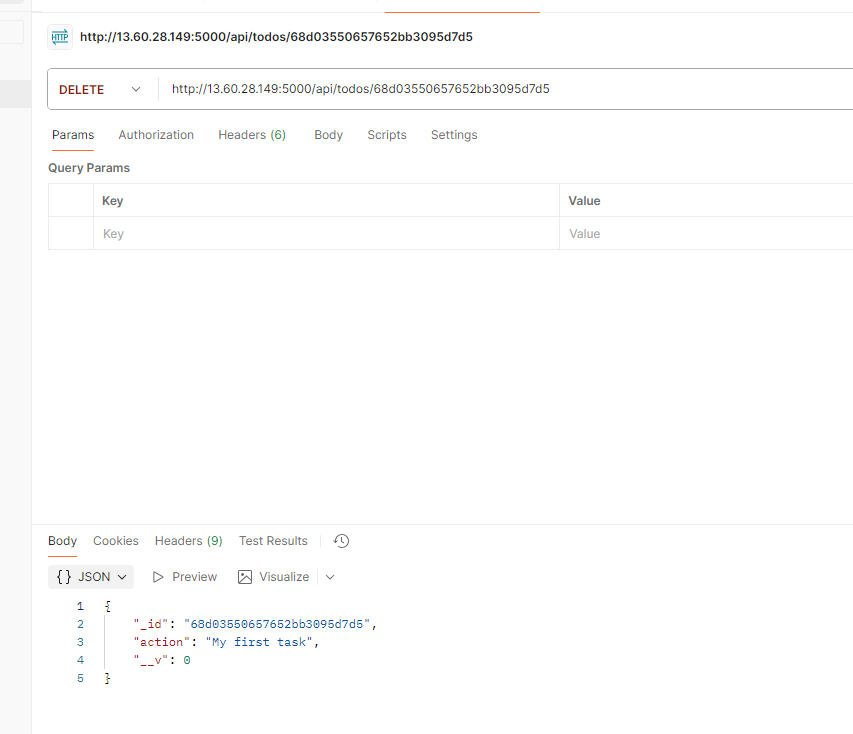 HTTP http://13.60.28.149:5000/api/todos/68d03550657652bb3095d7d5
DELETE http://13.60.28.149:5000/api/todos/68d03550657652bb3095d7d5
Params Authorization Headers (6) Body Scripts Settings
Query Params
Key Value
Key Value
Body Cookies Headers (9) Test Results
{} JSON Preview Visualize
1 {
2 "_id": "68d03550657652bb3095d7d5",
3 "action": "My first task",
4 "__v": 0
5 }